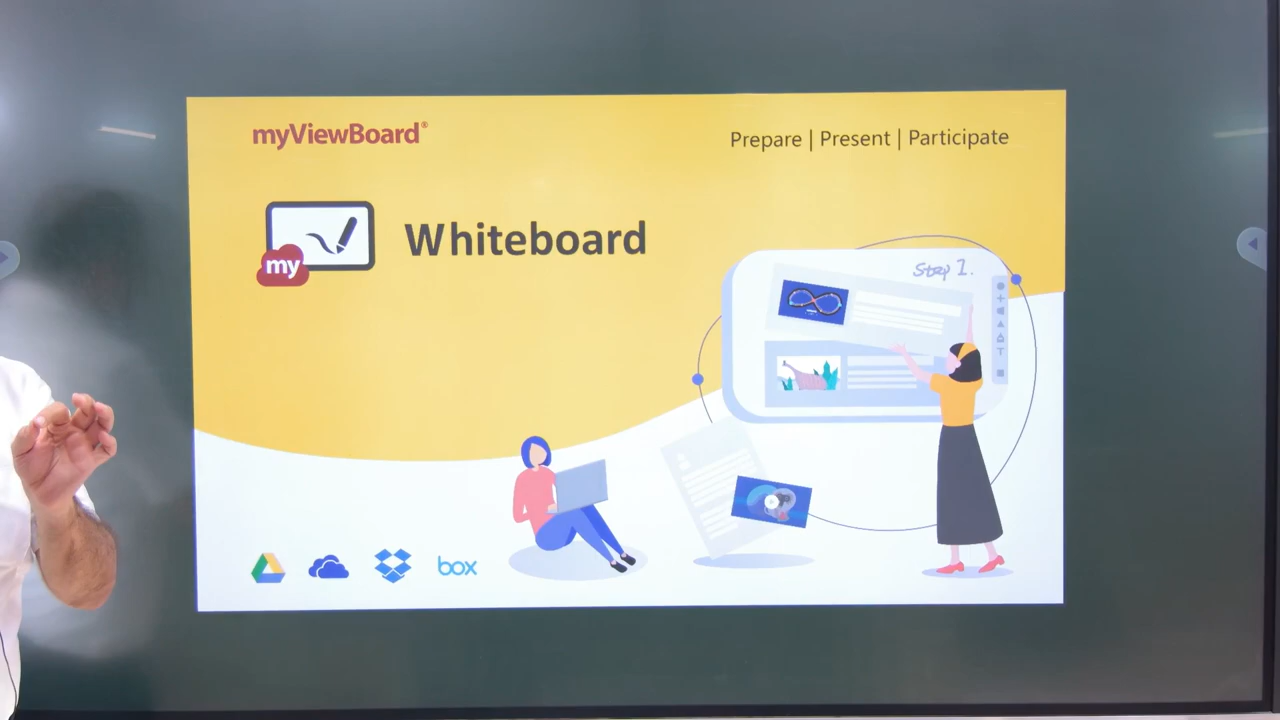 myViewBoard®
Prepare | Present | Participate
my
Whiteboard
Step 1.
T
box